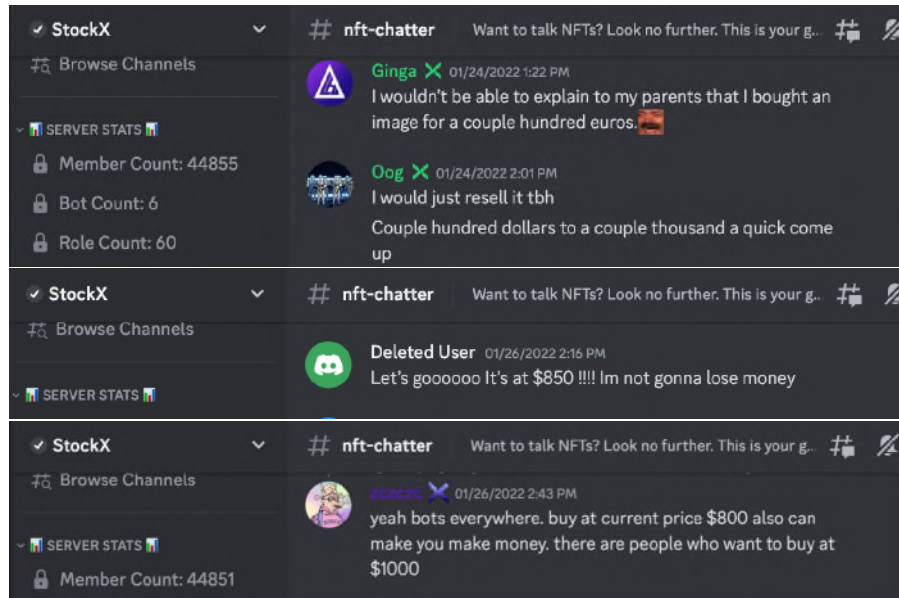 StockX
# nft-chatter Want to talk NFTs? Look no further. This is your g...
Browse Channels
SERVER STATS
Member Count: 44855
Bot Count: 6
Role Count: 60
Ginga 01/24/2022 1:22 PM
I wouldn't be able to explain to my parents that I bought an
image for a couple hundred euros.
Oog 01/24/2022 2:01 PM
I would just resell it tbh
Couple hundred dollars to a couple thousand a quick come
up
StockX
# nft-chatter Want to talk NFTs? Look no further. This is your g...
Browse Channels
SERVER STATS
Deleted User 01/26/2022 2:16 PM
Let's goooooo It's at $850 !!!! Im not gonna lose money
StockX
# nft-chatter Want to talk NFTs? Look no further. This is your g...
Browse Channels
SERVER STATS
Member Count: 44851
01/26/2022 2:43 PM
yeah bots everywhere. buy at current price $800 also can
make you make money. there are people who want to buy at
$1000